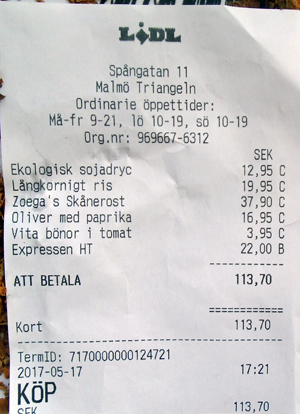 LIDL
Spångatan 11
Malmö Triangeln
Ordinarie öppettider:
Må-fr 9-21, lö 10-19, sö 10-19
Org.nr: 969667-6312
SEK
Ekologisk sojadryc 12,95 C
Långkornigt ris 19,95 C
Zoega's Skånerost 37,90 C
Oliver med paprika 16,95 C
Vita bönor i tomat 3,95 C
Expressen HT 22,00 B
ATT BETALA 113,70
Kort 113,70
TermID: 7170000000124721
2017-05-17 17:21
KÖP
SEK 113,70